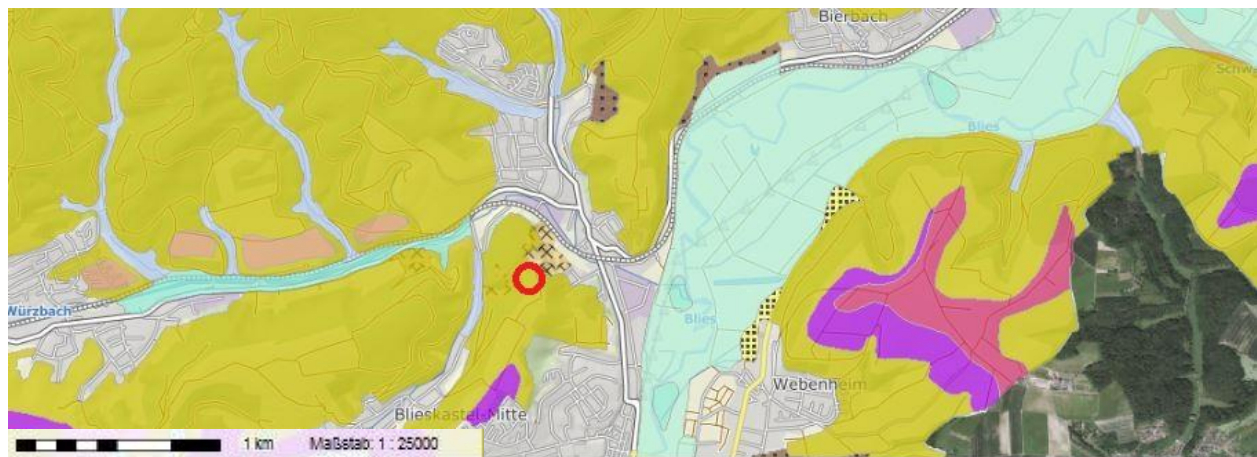 Bierbach
Schw
Blies
Würzbach
Blies
Webenheim
Blieskastel-Mitte
1 km Maßstab: 1 : 25000